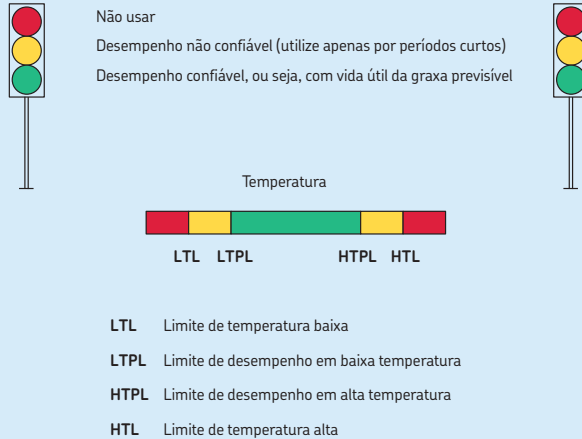 Não usar
Desempenho não confiável (utilize apenas por períodos curtos)
Desempenho confiável, ou seja, com vida útil da graxa previsível
Temperatura
LTL LTPL HTPL HTL
LTL Limite de temperatura baixa
LTPL Limite de desempenho em baixa temperatura
HTPL Limite de desempenho em alta temperatura
HTL Limite de temperatura alta